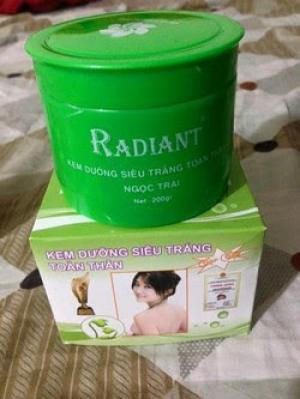 RADIANT
KEM DƯỠNG SIÊU TRẮNG TOÀN THÂN
NGỌC TRAI
Net: 200gr
KEM DƯỠNG SIÊU TRẮNG
TOÀN THÂN